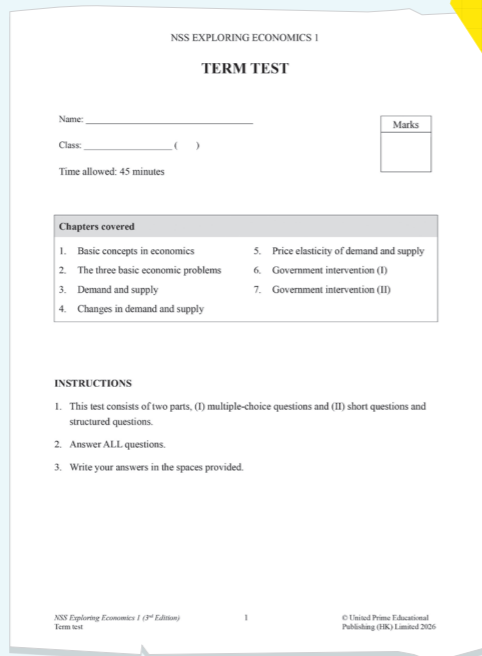 NSS EXPLORING ECONOMICS 1
TERM TEST
Name:
Class: ( )
Marks
Time allowed: 45 minutes
Chapters covered
1. Basic concepts in economics
2. The three basic economic problems
3. Demand and supply
4. Changes in demand and supply
5. Price elasticity of demand and supply
6. Government intervention (I)
7. Government intervention (II)
INSTRUCTIONS
1. This test consists of two parts, (I) multiple-choice questions and (II) short questions and
structured questions.
2. Answer ALL questions.
3. Write your answers in the spaces provided.
NSS Exploring Economics 1 (3rd Edition)
Term test
1
© United Prime Educational
Publishing (HK) Limited 2026